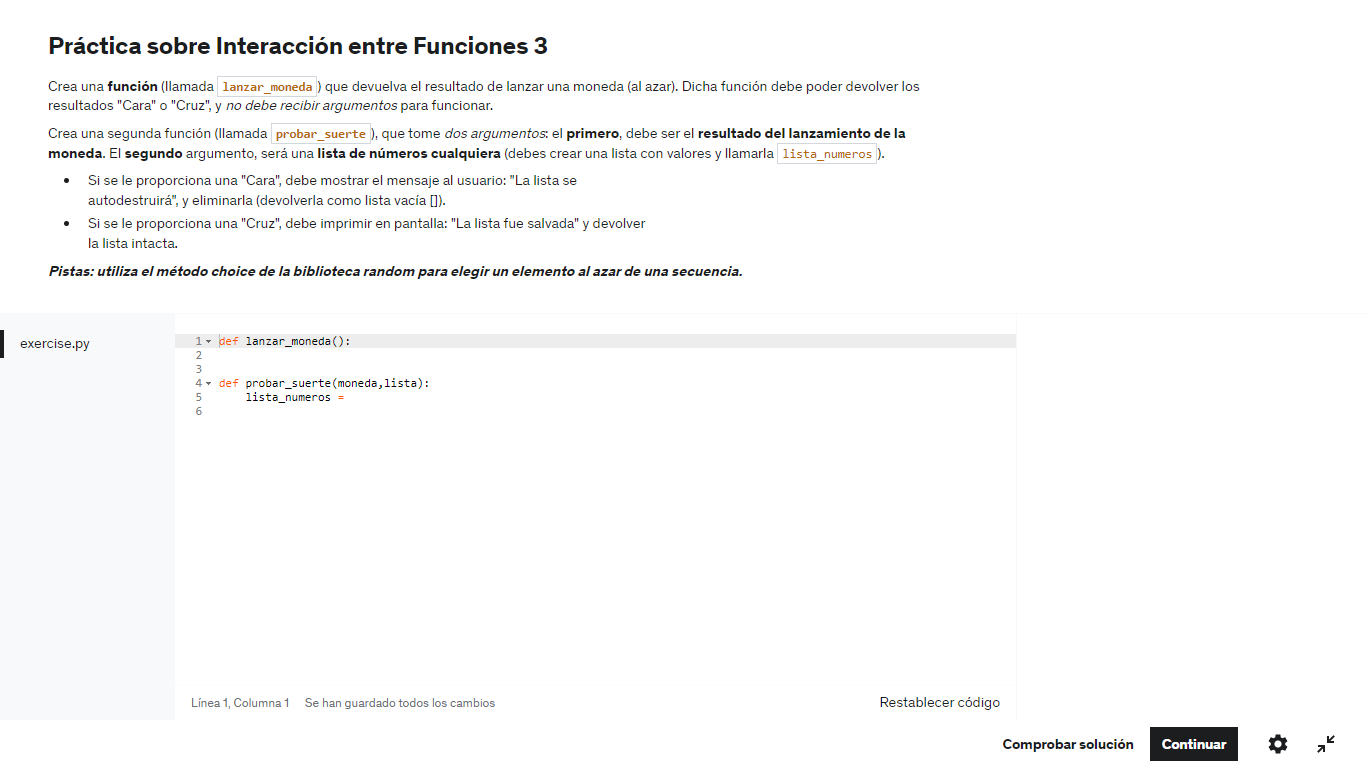 Práctica sobre Interacción entre Funciones 3
Crea una función (llamada lanzar_moneda) que devuelva el resultado de lanzar una moneda (al azar). Dicha función debe poder devolver los
resultados "Cara" o "Cruz", y no debe recibir argumentos para funcionar.
Crea una segunda función (llamada probar_suerte), que tome dos argumentos: el primero, debe ser el resultado del lanzamiento de la
moneda. El segundo argumento, será una lista de números cualquiera (debes crear una lista con valores y llamarla lista_numeros).
• Si se le proporciona una "Cara", debe mostrar el mensaje al usuario: "La lista se
autodestruirá", y eliminarla (devolverla como lista vacía []).
• Si se le proporciona una "Cruz", debe imprimir en pantalla: "La lista fue salvada" y devolver
la lista intacta.
Pistas: utiliza el método choice de la biblioteca random para elegir un elemento al azar de una secuencia.
exercise.py
1 def lanzar_moneda():
2
3
4 def probar_suerte(moneda,lista):
5 lista_numeros =
6
Línea 1, Columna 1 Se han guardado todos los cambios
Restablecer código
Comprobar solución
Continuar